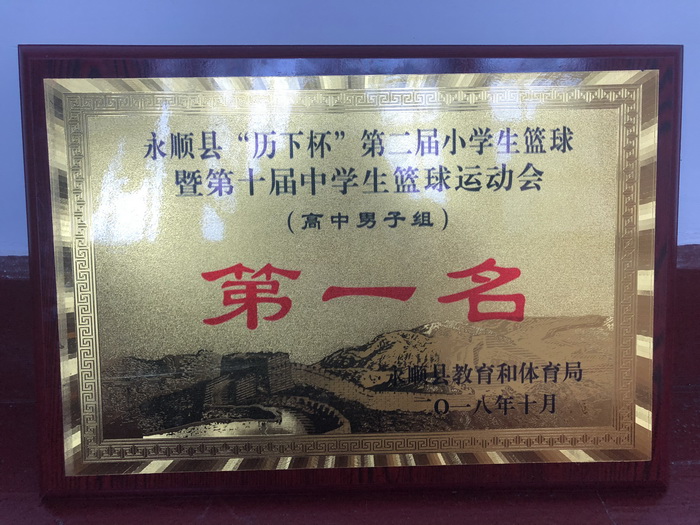 永顺县“历下杯”第二届小学生篮球
暨第十届中学生篮球运动会
（高中男子组）
第一名
永顺县教育和体育局
二O一八年十月